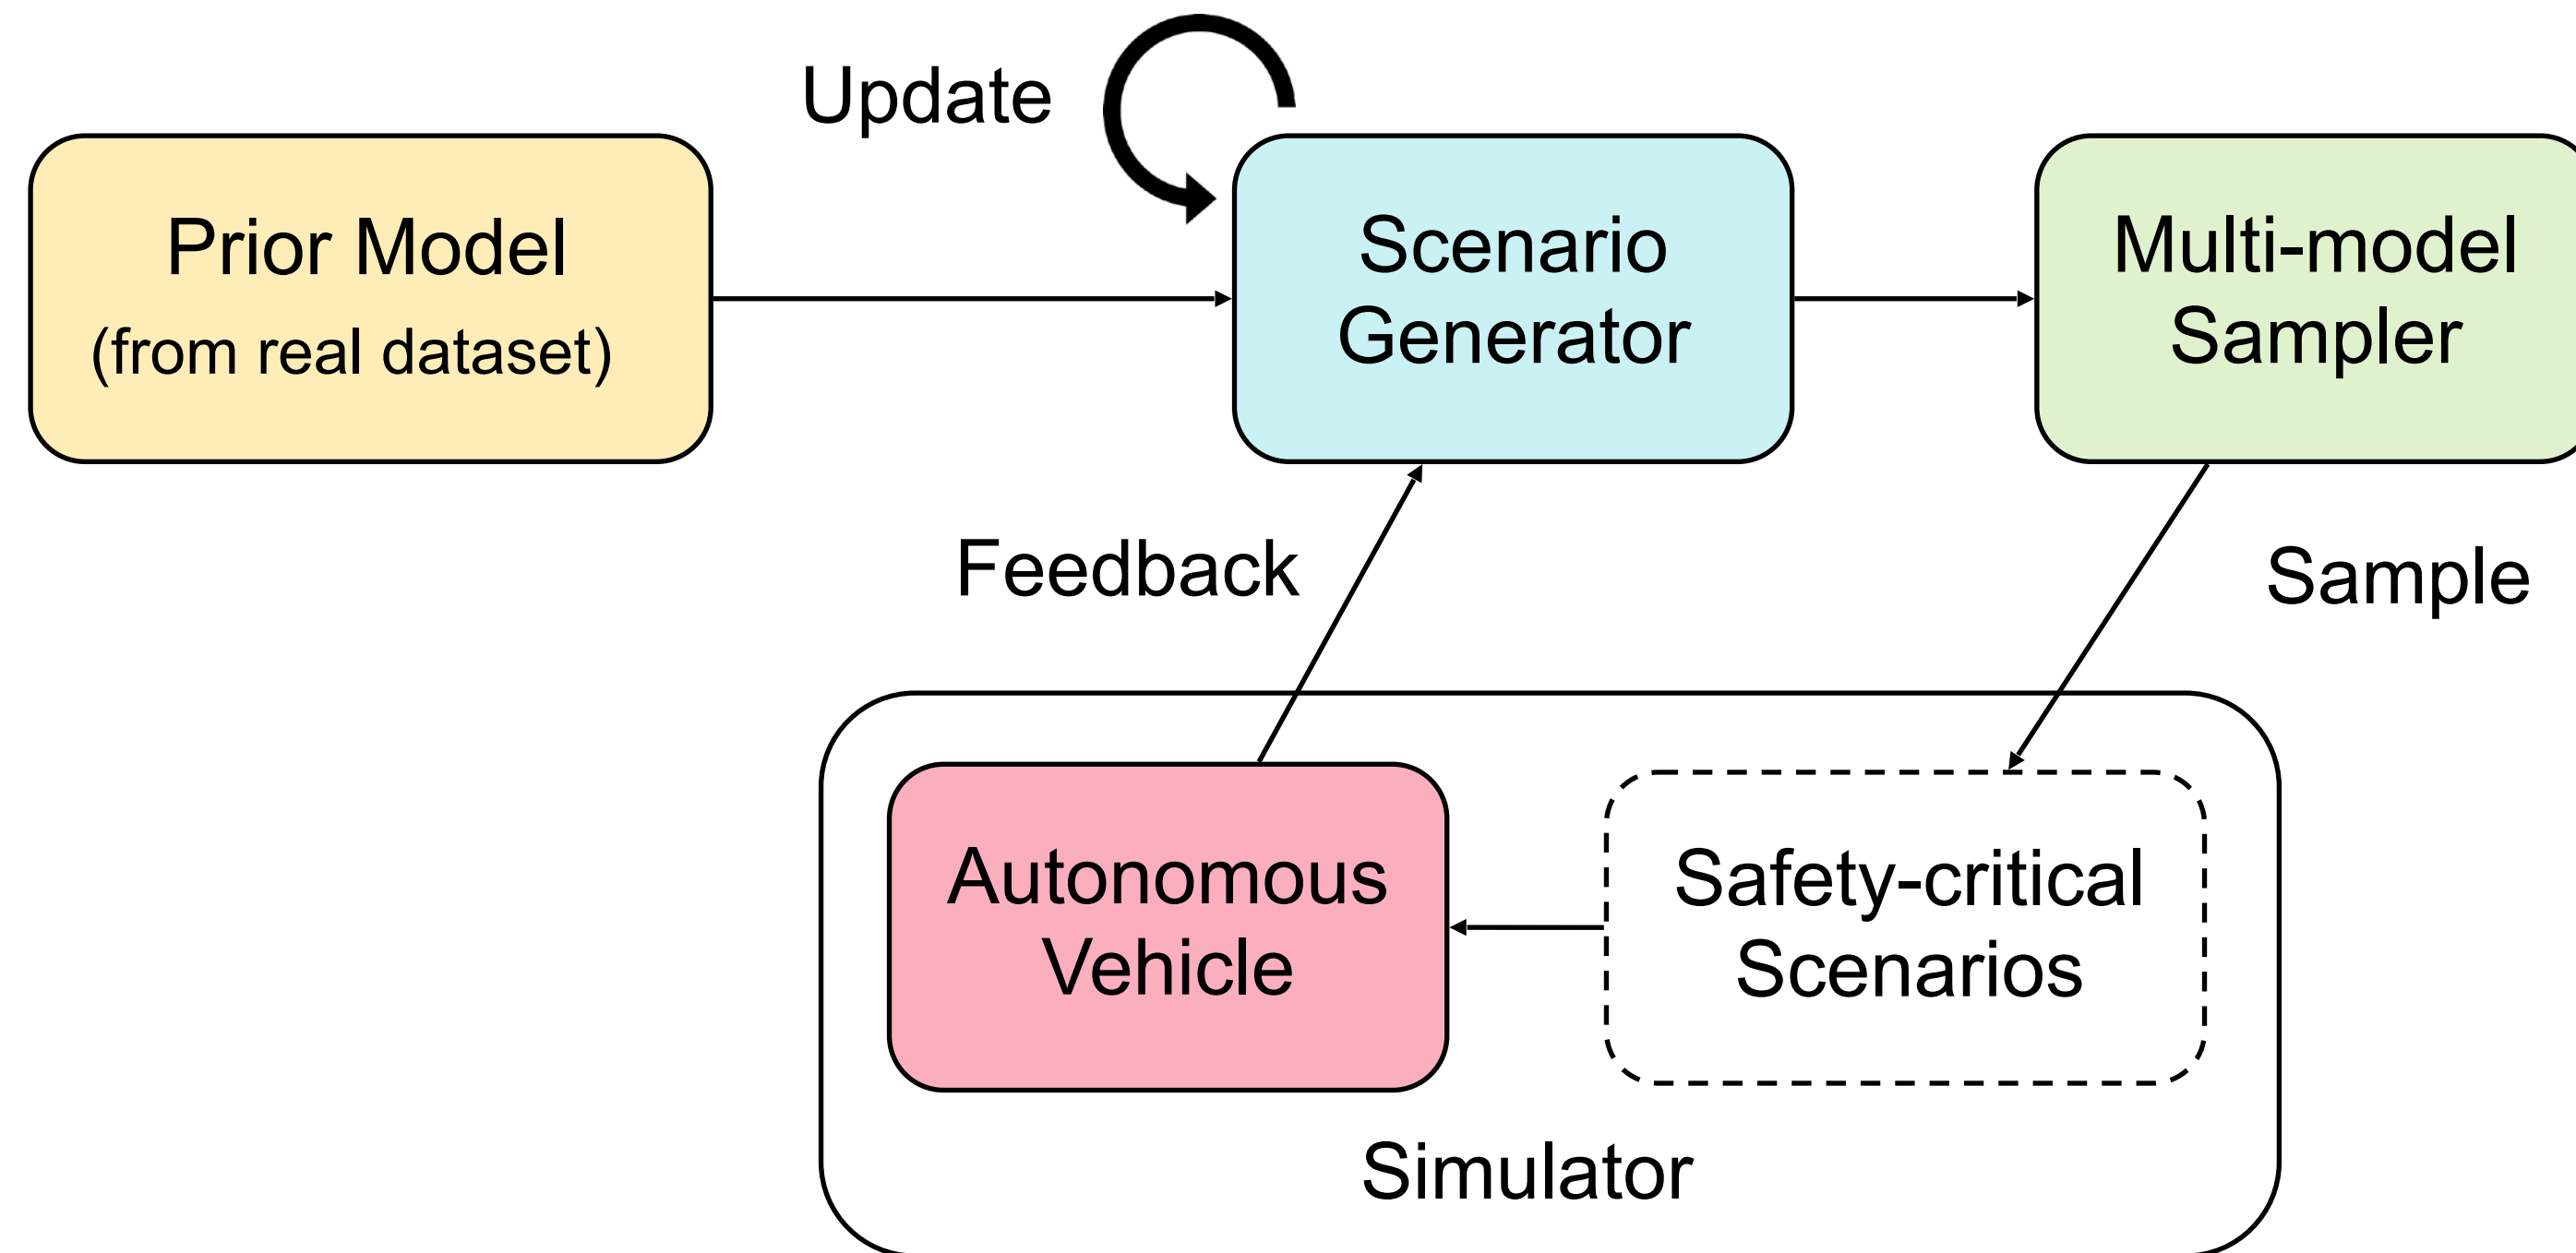 Update
Prior Model
(from real dataset)
Scenario
Generator
Multi-model
Sampler
Feedback
Sample
Autonomous
Vehicle
Safety-critical
Scenarios
Simulator